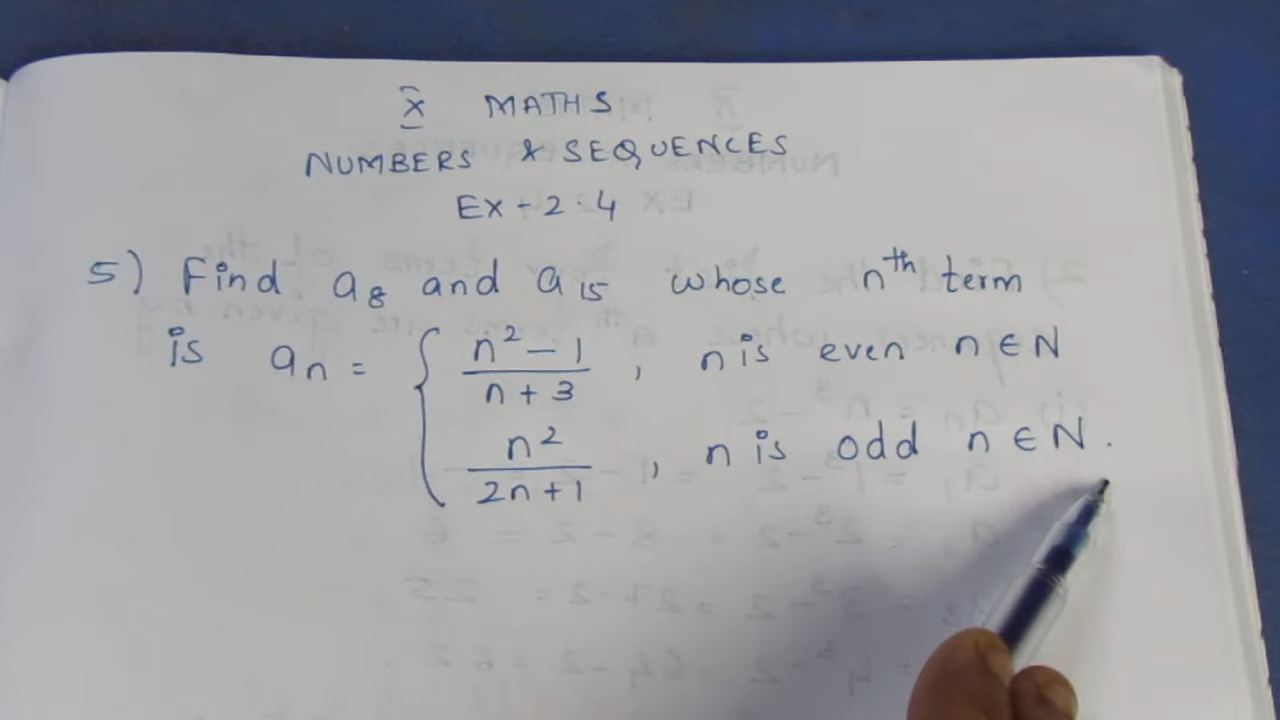 X MATHS
NUMBERS & SEQUENCES
EX - 2.4
5) Find a₈ and a₁₅ whose nᵗʰ term
is aₙ = { (n² - 1)/(n + 3), n is even n ∈ N
n²/(2n + 1), n is odd n ∈ N.